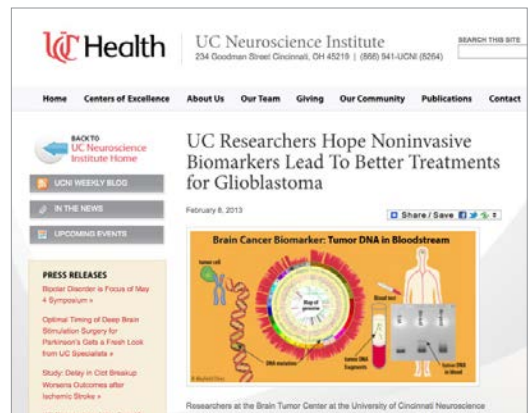 UC Health
UC Neuroscience Institute
234 Goodman Street Cincinnati, OH 45219 | (866) 941-UCNI (8264)
SEARCH THIS SITE
Home Centers of Excellence About Us Our Team Giving Our Community Publications Contact
BACK TO
UC Neuroscience
Institute Home
UCNI WEEKLY BLOG
IN THE NEWS
UPCOMING EVENTS
PRESS RELEASES
Bipolar Disorder is Focus of May
4 Symposium »
Optimal Timing of Deep Brain
Stimulation Surgery for
Parkinson's Gets a Fresh Look
from UC Specialists »
Study: Delay in Clot Breakup
Worsens Outcomes after
Ischemic Stroke »
UC Researchers Hope Noninvasive
Biomarkers Lead To Better Treatments
for Glioblastoma
February 8, 2013
Share / Save
Brain Cancer Biomarker: Tumor DNA in Bloodstream
tumor cell
DNA mutation
Map of
genome
Blood test
tumor DNA
fragments
tumor DNA
in blood
© Mayfield Clinic
Researchers at the Brain Tumor Center at the University of Cincinnati Neuroscience